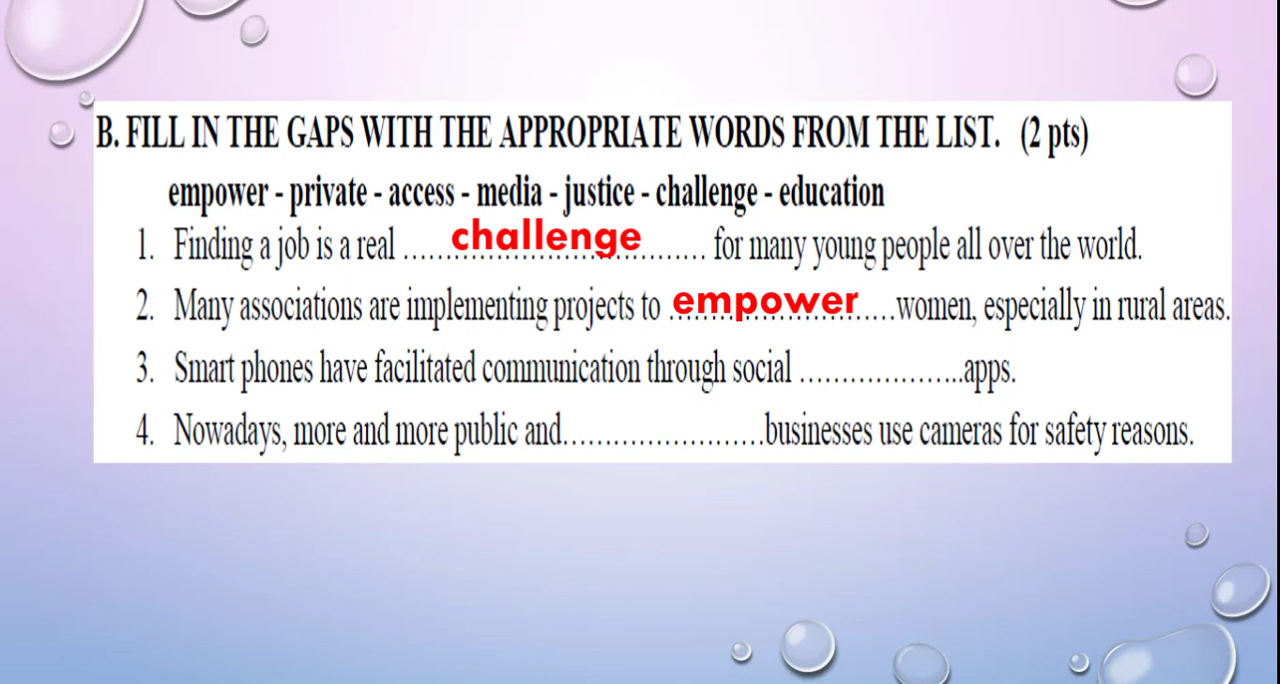 B. FILL IN THE GAPS WITH THE APPROPRIATE WORDS FROM THE LIST. (2 pts)
empower - private - access - media - justice - challenge - education
1. Finding a job is a real ......challenge...... for many young people all over the world.
2. Many associations are implementing projects to empower.....women, especially in rural areas.
3. Smart phones have facilitated communication through social .....................apps.
4. Nowadays, more and more public and........................businesses use cameras for safety reasons.